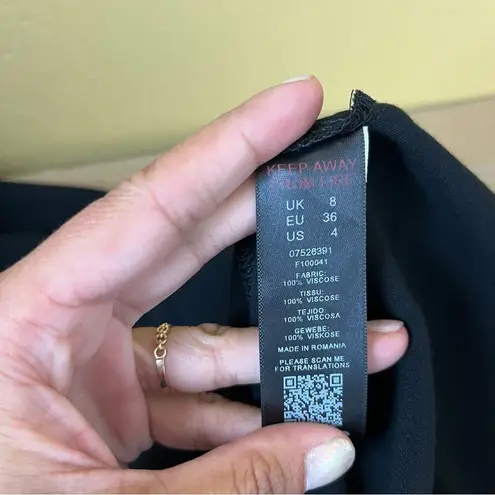 KEEP AWAY
FROM FIRE
UK 8
EU 36
US 4
07526391
F100041
FABRIC:
100% VISCOSE
TISSU:
100% VISCOSE
TEJIDO:
100% VISCOSA
GEWEBE:
100% VISKOSE
MADE IN ROMANIA
PLEASE SCAN ME
FOR TRANSLATIONS